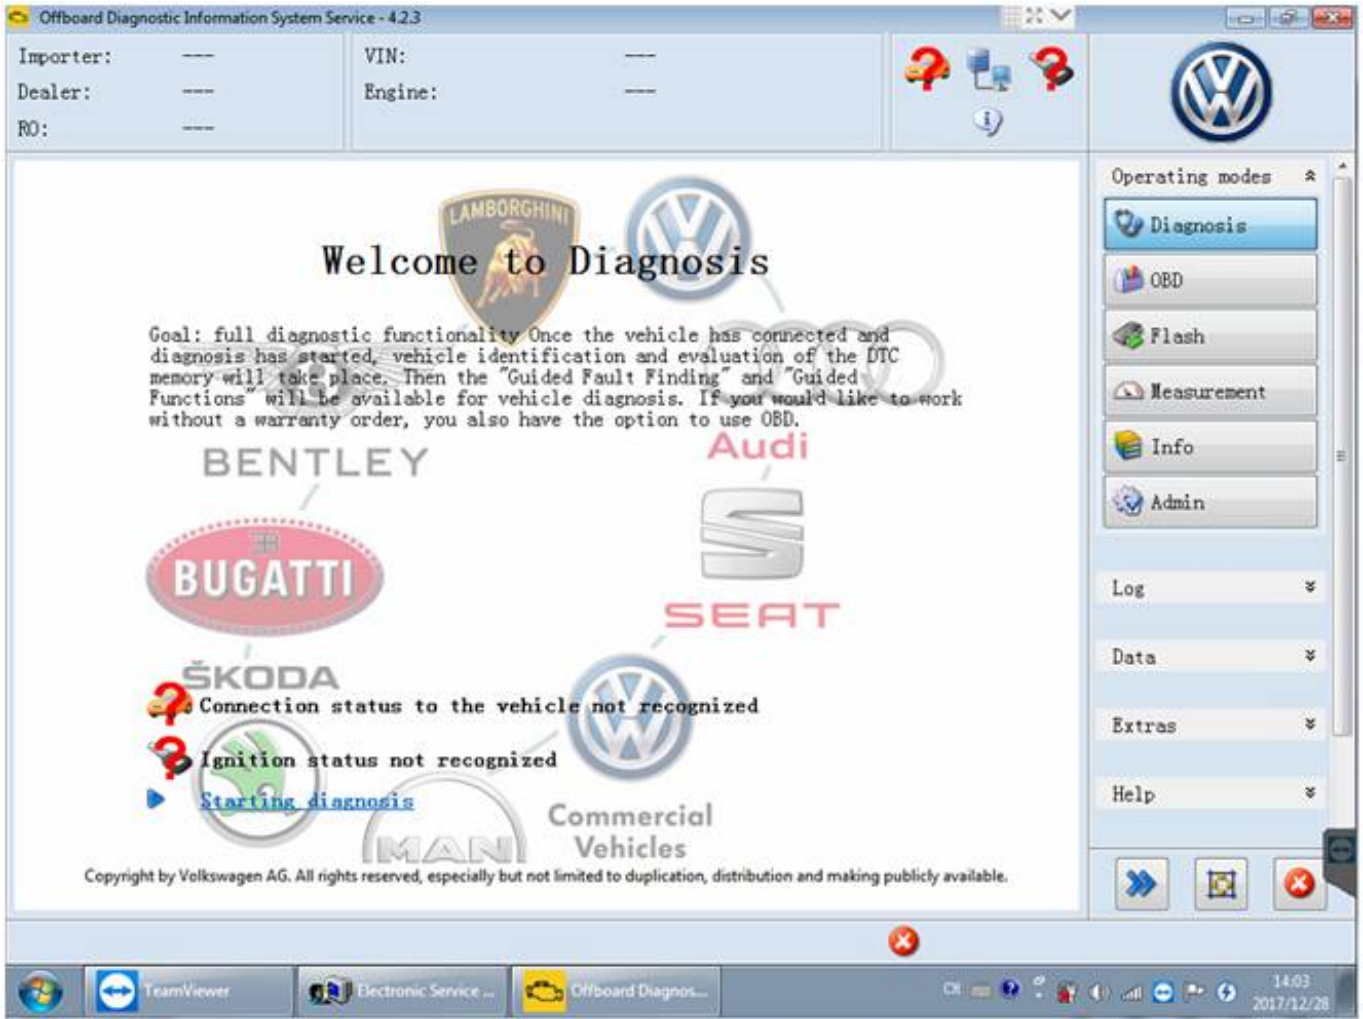 Offboard Diagnostic Information System Service - 4.2.3
Importer: ---
VIN: ---
Dealer: ---
Engine: ---
RO: ---
Operating modes
Diagnosis
OBD
Flash
Measurement
Info
Admin
Log
Data
Extras
Help
LAMBORGHINI
Welcome to Diagnosis
Goal: full diagnostic functionality Once the vehicle has connected and
diagnosis has started, vehicle identification and evaluation of the DTC
memory will take place. Then the "Guided Fault Finding" and "Guided
Functions" will be available for vehicle diagnosis. If you would like to work
without a warranty order, you also have the option to use OBD.
BENTLEY
Audi
BUGATTI
SEAT
ŠKODA
Connection status to the vehicle not recognized
Ignition status not recognized
Starting diagnosis
MAN
Commercial
Vehicles
Copyright by Volkswagen AG. All rights reserved, especially but not limited to duplication, distribution and making publicly available.
TeamViewer
Electronic Service ...
Offboard Diagnos...
CH
14:03
2017/12/28